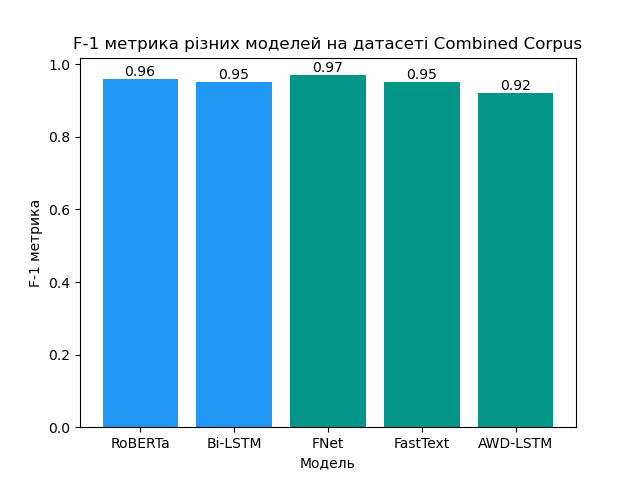 F-1 метрика різних моделей на датасеті Combined Corpus
1.0
0.8
0.6
0.4
0.2
0.0
F-1 метрика
0.96
0.95
0.97
0.95
0.92
RoBERTa
Bi-LSTM
FNet
FastText
AWD-LSTM
Модель